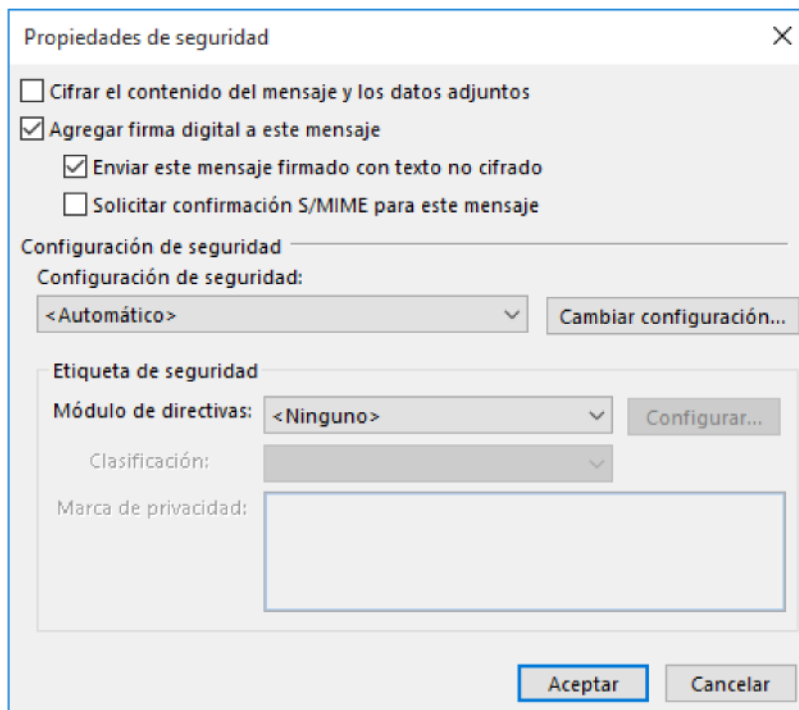 Propiedades de seguridad
Cifrar el contenido del mensaje y los datos adjuntos
Agregar firma digital a este mensaje
Enviar este mensaje firmado con texto no cifrado
Solicitar confirmación S/MIME para este mensaje
Configuración de seguridad
Configuración de seguridad:
<Automático> Cambiar configuración...
Etiqueta de seguridad
Módulo de directivas: <Ninguno> Configurar...
Clasificación:
Marca de privacidad:
Aceptar Cancelar